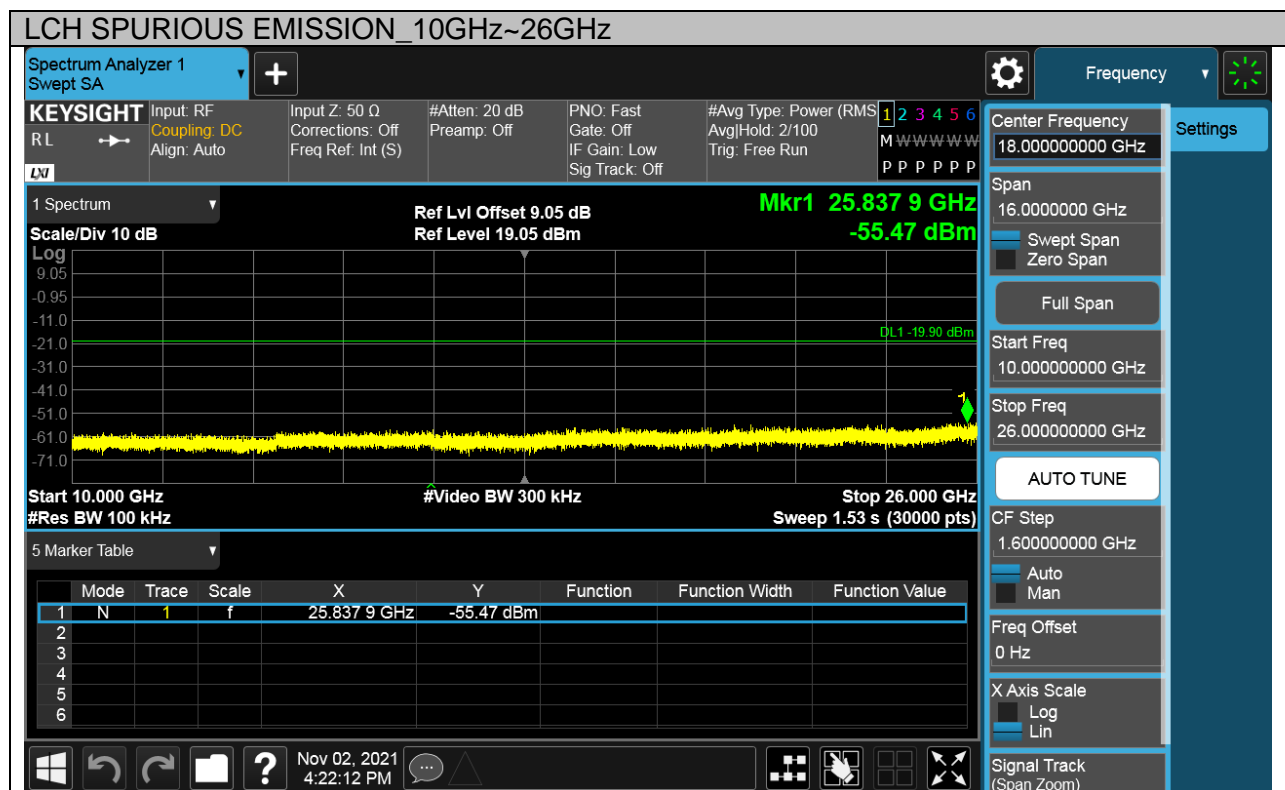 LCH SPURIOUS EMISSION_10GHz~26GHz
Spectrum Analyzer 1
Swept SA
+
Frequency
KEYSIGHT
RL
LXI
Input: RF
Coupling: DC
Align: Auto
Input Z: 50 Ω
Corrections: Off
Freq Ref: Int (S)
#Atten: 20 dB
Preamp: Off
PNO: Fast
Gate: Off
IF Gain: Low
Sig Track: Off
#Avg Type: Power (RMS
Avg|Hold: 2/100
Trig: Free Run
1 2 3 4 5 6
M W W W W W
P P P P P P
Center Frequency
18.000000000 GHz
Settings
1 Spectrum
Scale/Div 10 dB
Ref Lvl Offset 9.05 dB
Ref Level 19.05 dBm
Mkr1 25.837 9 GHz
-55.47 dBm
Log
9.05
-0.95
-11.0
-21.0
-31.0
-41.0
-51.0
-61.0
-71.0
DL1 -19.90 dBm
1
Start 10.000 GHz
#Res BW 100 kHz
#Video BW 300 kHz
Stop 26.000 GHz
Sweep 1.53 s (30000 pts)
Span
16.0000000 GHz
Swept Span
Zero Span
Full Span
Start Freq
10.000000000 GHz
Stop Freq
26.000000000 GHz
AUTO TUNE
CF Step
1.600000000 GHz
Auto
Man
Freq Offset
0 Hz
X Axis Scale
Log
Lin
Signal Track
(Span Zoom)
5 Marker Table
Mode Trace Scale X Y Function Function Width Function Value
1 N 1 f 25.837 9 GHz -55.47 dBm
2
3
4
5
6
?
Nov 02, 2021
4:22:12 PM